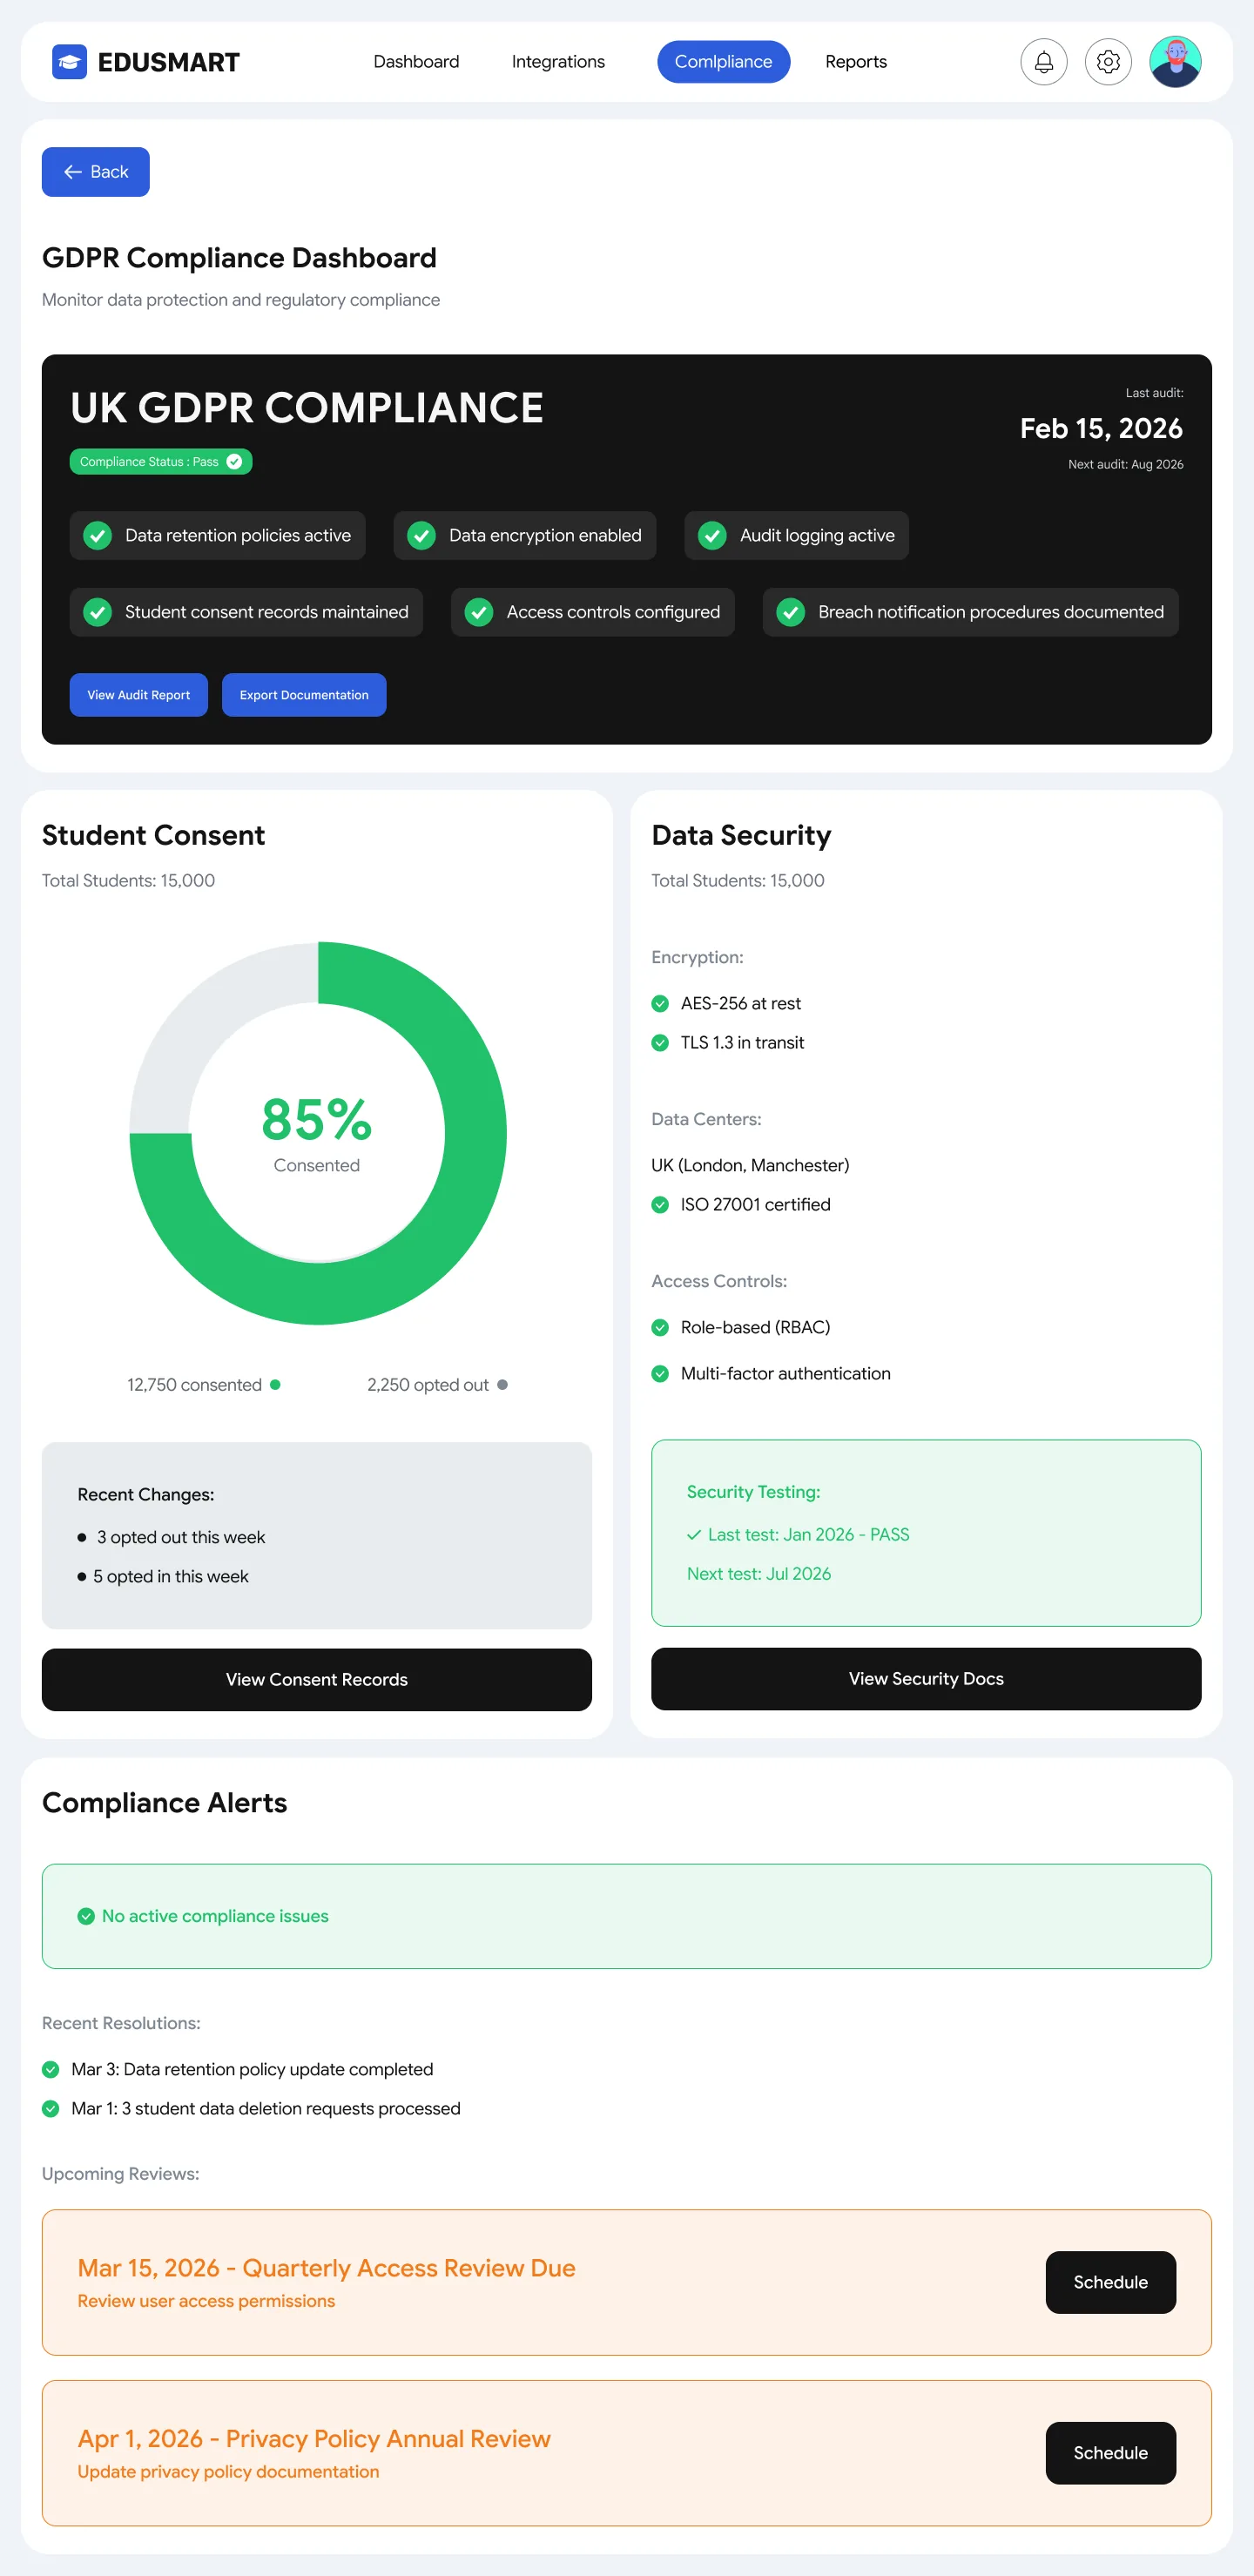 EDUSMART
Dashboard
Integrations
Comlpliance
Reports
Back
GDPR Compliance Dashboard
Monitor data protection and regulatory compliance
UK GDPR COMPLIANCE
Compliance Status : Pass
Last audit:
Feb 15, 2026
Next audit: Aug 2026
Data retention policies active
Data encryption enabled
Audit logging active
Student consent records maintained
Access controls configured
Breach notification procedures documented
View Audit Report
Export Documentation
Student Consent
Total Students: 15,000
85%
Consented
12,750 consented
2,250 opted out
Recent Changes:
3 opted out this week
5 opted in this week
View Consent Records
Data Security
Total Students: 15,000
Encryption:
AES-256 at rest
TLS 1.3 in transit
Data Centers:
UK (London, Manchester)
ISO 27001 certified
Access Controls:
Role-based (RBAC)
Multi-factor authentication
Security Testing:
Last test: Jan 2026 - PASS
Next test: Jul 2026
View Security Docs
Compliance Alerts
No active compliance issues
Recent Resolutions:
Mar 3: Data retention policy update completed
Mar 1: 3 student data deletion requests processed
Upcoming Reviews:
Mar 15, 2026 - Quarterly Access Review Due
Review user access permissions
Schedule
Apr 1, 2026 - Privacy Policy Annual Review
Update privacy policy documentation
Schedule